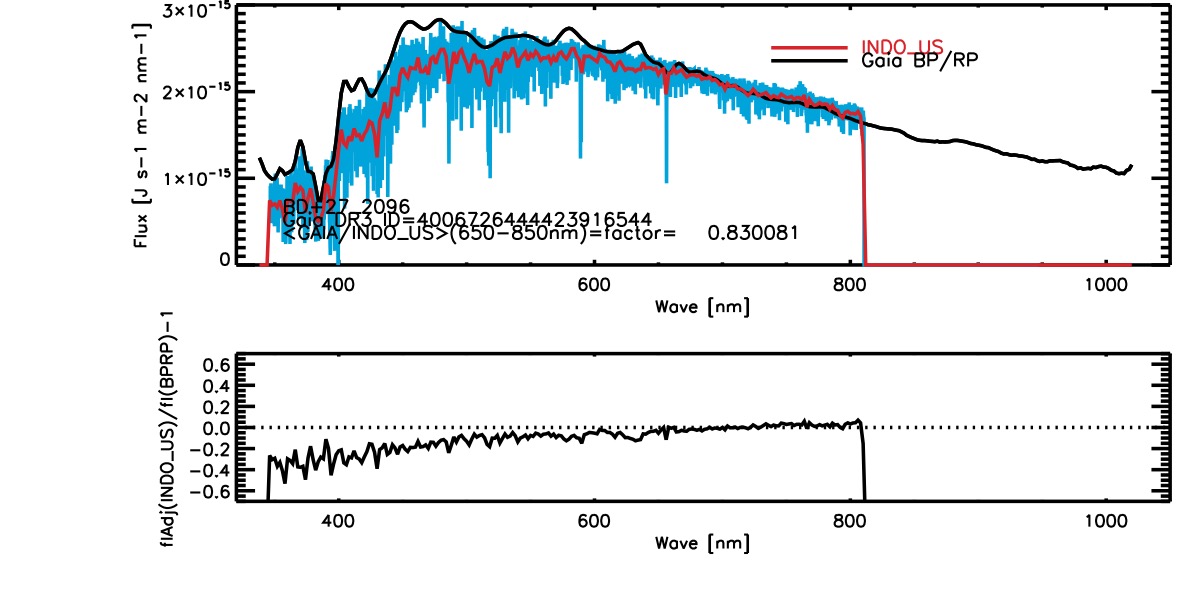 3×10−15
2×10−15
1×10−15
0
Flux [J s−1 m−2 nm−1]
INDO_US
Gaia BP/RP
BD+27 2096
Gaia DR3 ID=4006726444423916544
<GAIA/INDO_US>(650−850nm)=factor= 0.830081
400 600 800 1000
Wave [nm]
flAdj(INDO_US)/fl(BPRP)−1
0.6
0.4
0.2
0.0
−0.2
−0.4
−0.6
400 600 800 1000
Wave [nm]